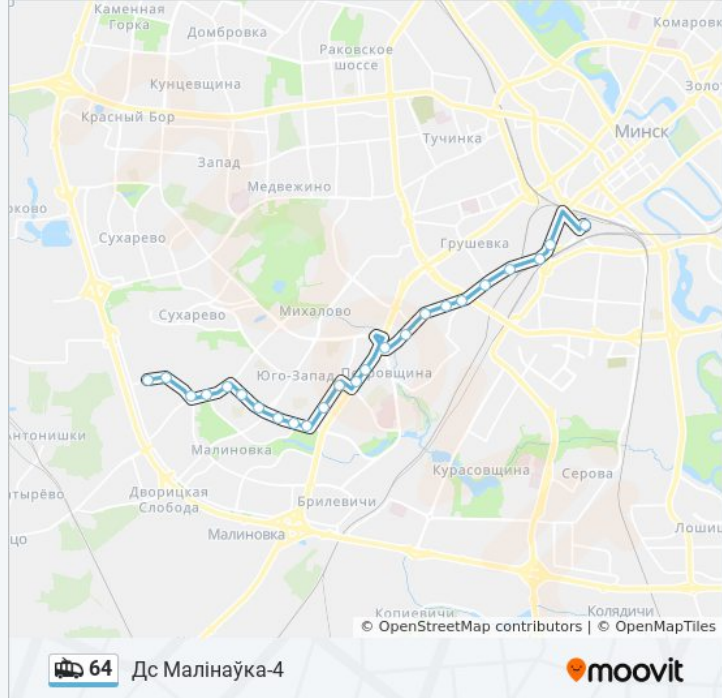 Каменная
Горка
Домбровка
Комаровк
Раковское
шоссе
Кунцевщина
Золот
Красный Бор
Минск
Тучинка
Запад
Медвежино
рково
Сухарево
Грушевка
Михалово
Сухарево
Юго-Запад
Петровщина
Антонишки
Малиновка
Курасовщина
Серова
атырёво
Дворицкая
Слобода
Брилевичи
Лошиц
цо
Малиновка
Копиевичи
Колядичи
© OpenStreetMap contributors | © OpenMapTiles
64 Дс Малінаўка-4
moovit